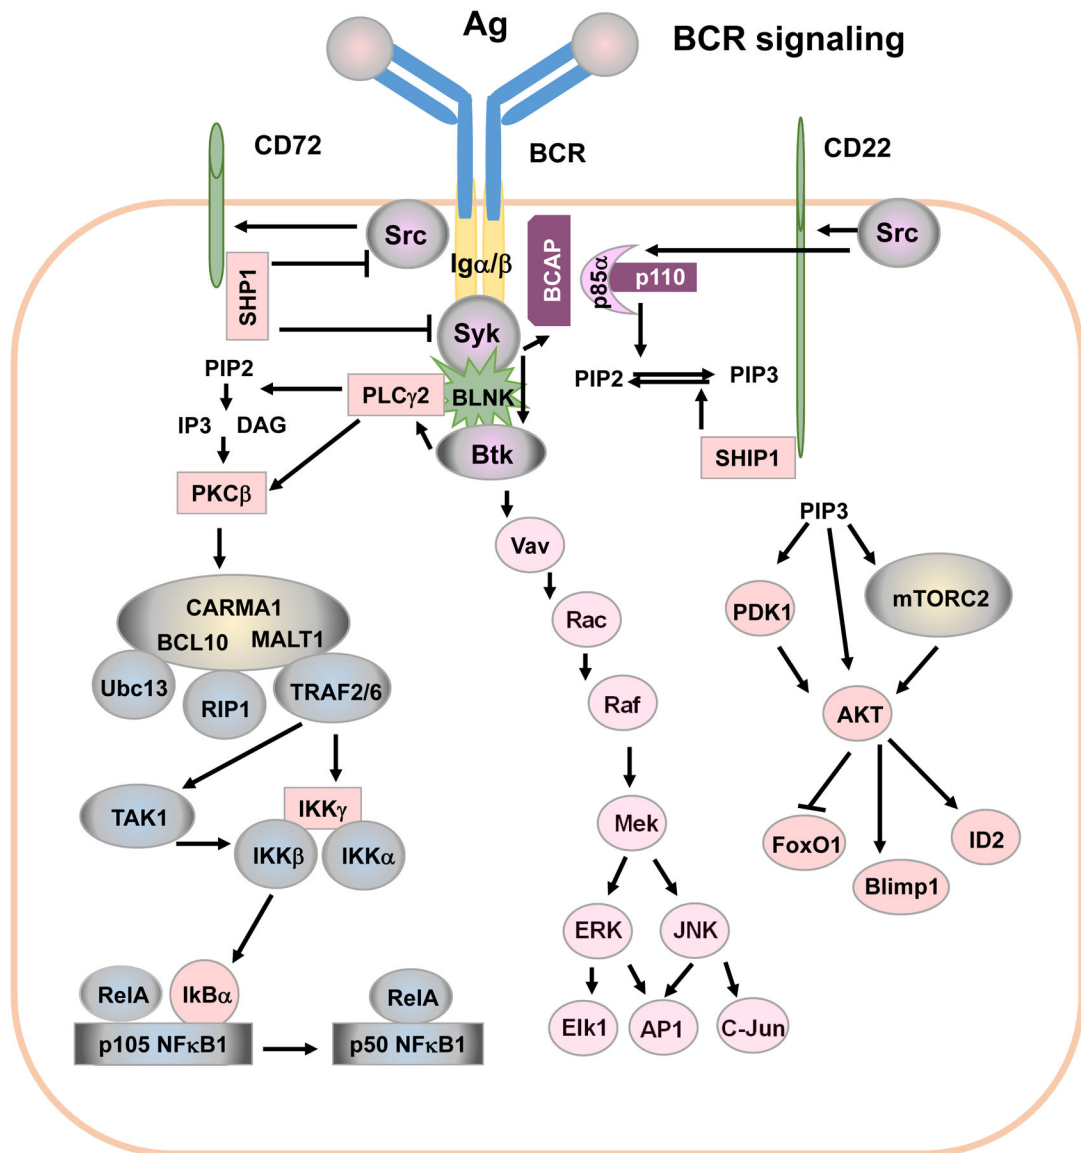 Ag
BCR signaling
CD72
BCR
CD22
Src
Src
Igα/β
BCAP
p85α
p110
SHP1
Syk
PIP2
PIP2
PIP3
PLCγ2
BLNK
IP3
DAG
Btk
SHIP1
PKCβ
PIP3
Vav
CARMA1
BCL10
MALT1
Rac
PDK1
mTORC2
Ubc13
RIP1
TRAF2/6
Raf
AKT
TAK1
IKKγ
IKKβ
IKKα
Mek
FoxO1
ID2
Blimp1
ERK
JNK
RelA
IkBα
RelA
Elk1
AP1
C-Jun
p105 NFκB1
p50 NFκB1